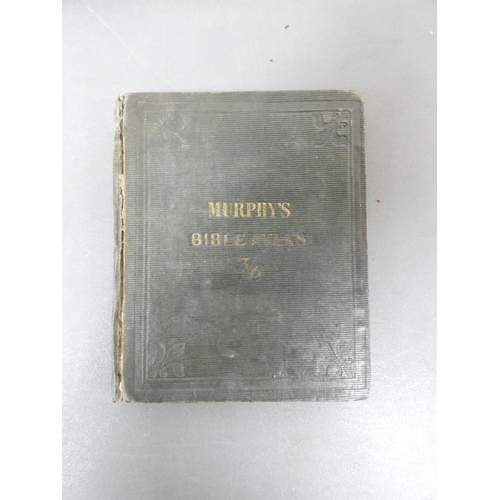 MURPHY'S
BIBLE ATLAS
3/6